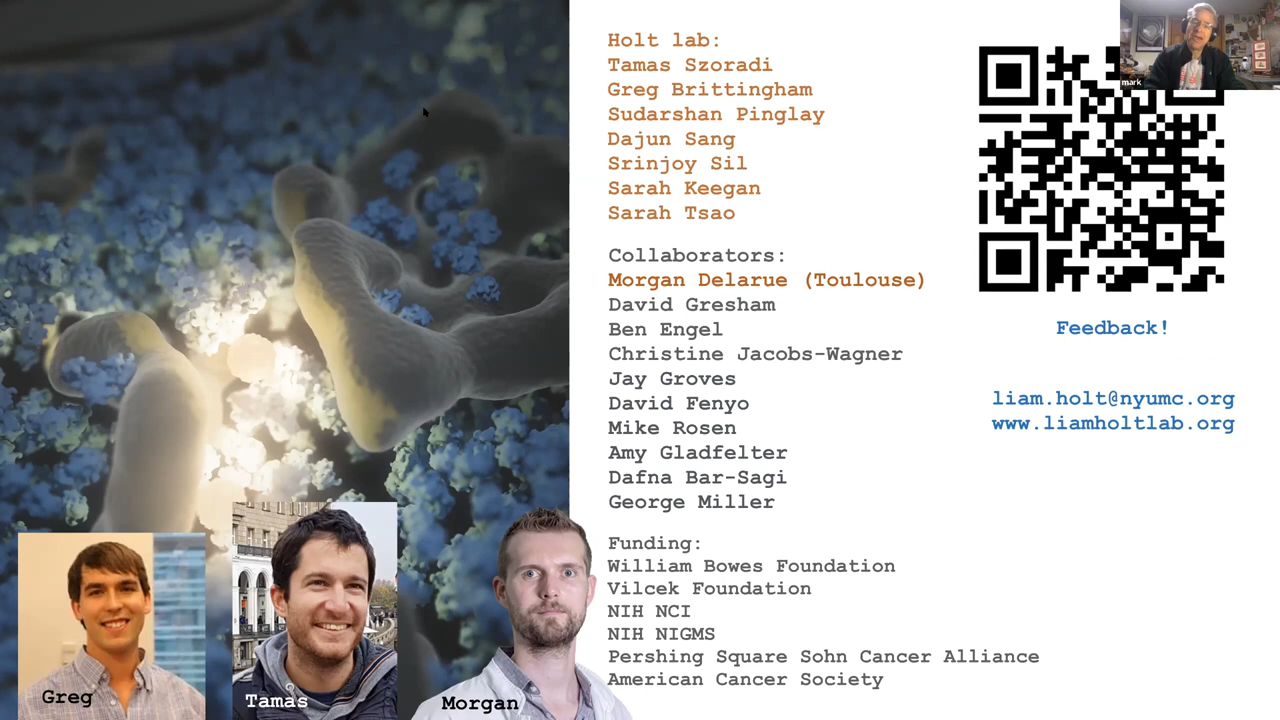 Holt lab:
Tamas Szoradi
Greg Brittingham
Sudarshan Pinglay
Dajun Sang
Srinjoy Sil
Sarah Keegan
Sarah Tsao
Collaborators:
Morgan Delarue (Toulouse)
David Gresham
Ben Engel
Christine Jacobs-Wagner
Jay Groves
David Fenyo
Mike Rosen
Amy Gladfelter
Dafna Bar-Sagi
George Miller
Funding:
William Bowes Foundation
Vilcek Foundation
NIH NCI
NIH NIGMS
Pershing Square Sohn Cancer Alliance
American Cancer Society
mark
Feedback!
liam.holt@nyumc.org
www.liamholtlab.org
Greg
Tamas
Morgan